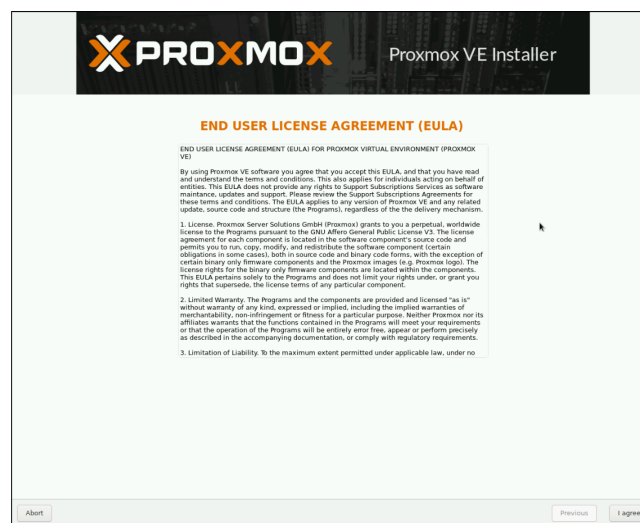 PROXMOX
Proxmox VE Installer
END USER LICENSE AGREEMENT (EULA)
END USER LICENSE AGREEMENT (EULA) FOR PROXMOX VIRTUAL ENVIRONMENT (PROXMOX
VE)
By using Proxmox VE software you agree that you accept this EULA, and that you have read
and understand the terms and conditions. This also applies for individuals acting on behalf of
entities. This EULA does not provide any rights to Support Subscriptions Services as software
maintance, updates and support. Please review the Support Subscriptions Agreements for
these terms and conditions. The EULA applies to any version of Proxmox VE and any related
update, source code and structure (the Programs), regardless of the the delivery mechanism.
1. License. Proxmox Server Solutions GmbH (Proxmox) grants to you a perpetual, worldwide
license to the Programs pursuant to the GNU Affero General Public License V3. The license
agreement for each component is located in the software component's source code and
permits you to run, copy, modify, and redistribute the software component (certain
obligations in some cases), both in source code and binary code forms, with the exception of
certain binary only firmware components and the Proxmox images (e.g. Proxmox logo). The
license rights for the binary only firmware components are located within the components.
This EULA pertains solely to the Programs and does not limit your rights under, or grant you
rights that supersede, the license terms of any particular component.
2. Limited Warranty. The Programs and the components are provided and licensed "as is"
without warranty of any kind, expressed or implied, including the implied warranties of
merchantability, non-infringement or fitness for a particular purpose. Neither Proxmox nor its
affiliates warrants that the functions contained in the Programs will meet your requirements
or that the operation of the Programs will be entirely error free, appear or perform precisely
as described in the accompanying documentation, or comply with regulatory requirements.
3. Limitation of Liability. To the maximum extent permitted under applicable law, under no
Abort
Previous
I agree